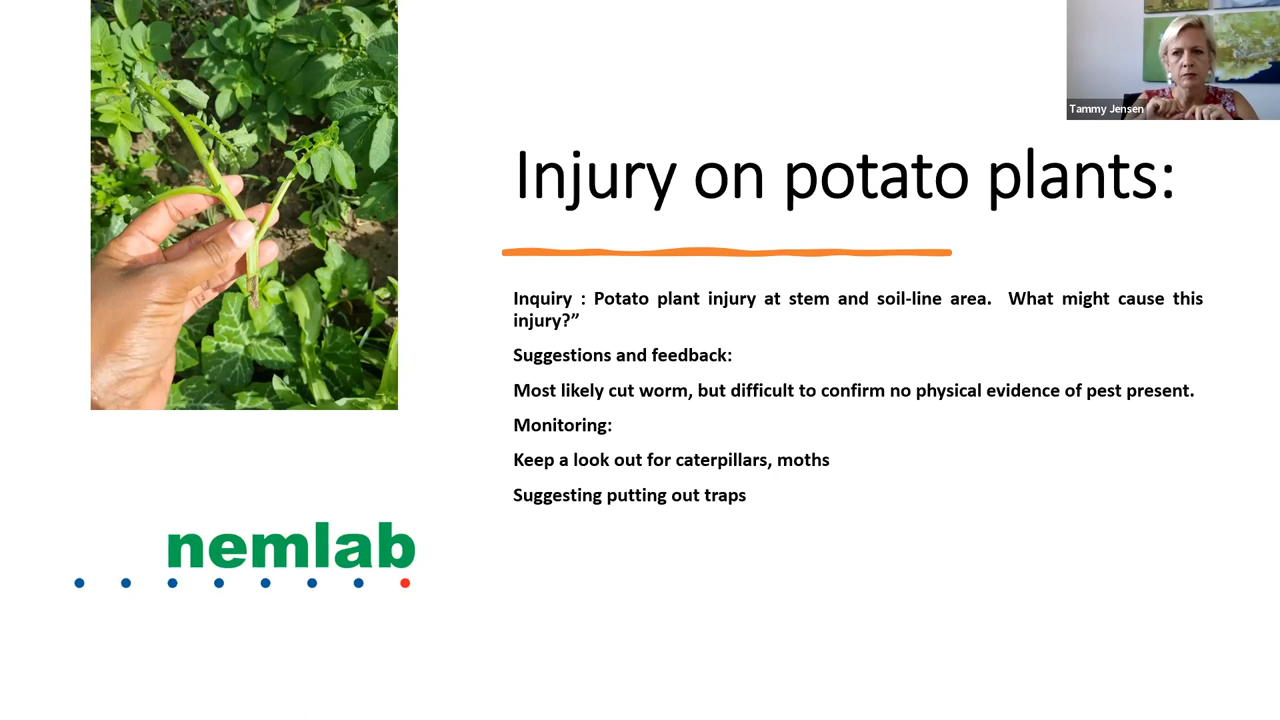 Tammy Jensen
Injury on potato plants:
Inquiry : Potato plant injury at stem and soil-line area. What might cause this
injury?”
Suggestions and feedback:
Most likely cut worm, but difficult to confirm no physical evidence of pest present.
Monitoring:
Keep a look out for caterpillars, moths
Suggesting putting out traps
nemlab